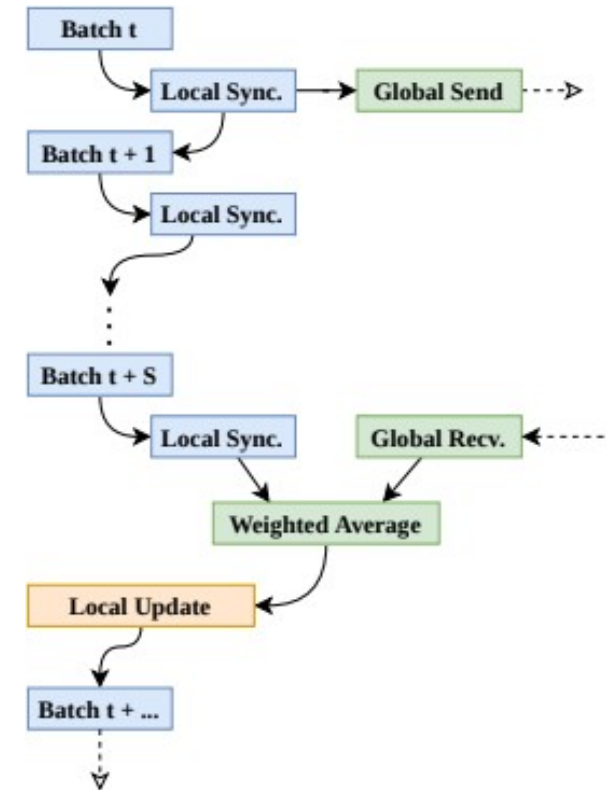 Batch t
Local Sync.
Global Send
Batch t + 1
Local Sync.
Batch t + S
Local Sync.
Global Recv.
Weighted Average
Local Update
Batch t + ...